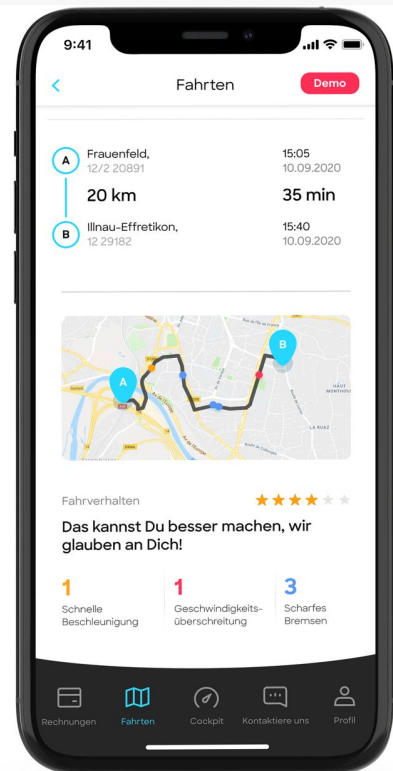 9:41
Fahrten
Demo
A
Frauenfeld,
15:05
12/2 20891
10.09.2020
20 km
35 min
B
Illnau-Effretikon,
15:40
12 29182
10.09.2020
A
B
LA RUAZ
Fahrverhalten
Das kannst Du besser machen, wir
glauben an Dich!
1
1
3
Schnelle
Beschleunigung
Geschwindigkeits-
überschreitung
Scharfes
Bremsen
Rechnungen
Fahrten
Cockpit
Kontaktiere uns
Profil